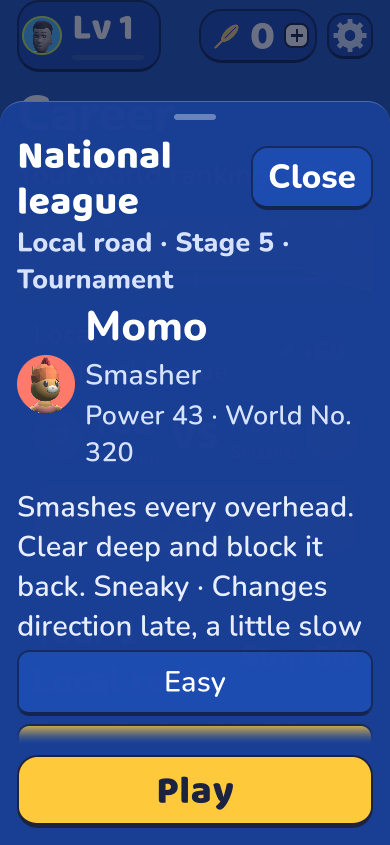 Lv 1
0
Career
National
league
Close
Local road · Stage 5 ·
Tournament
Momo
Smasher
Power 43 · World No.
320
Smashes every overhead.
Clear deep and block it
back. Sneaky · Changes
direction late, a little slow
Easy
Play